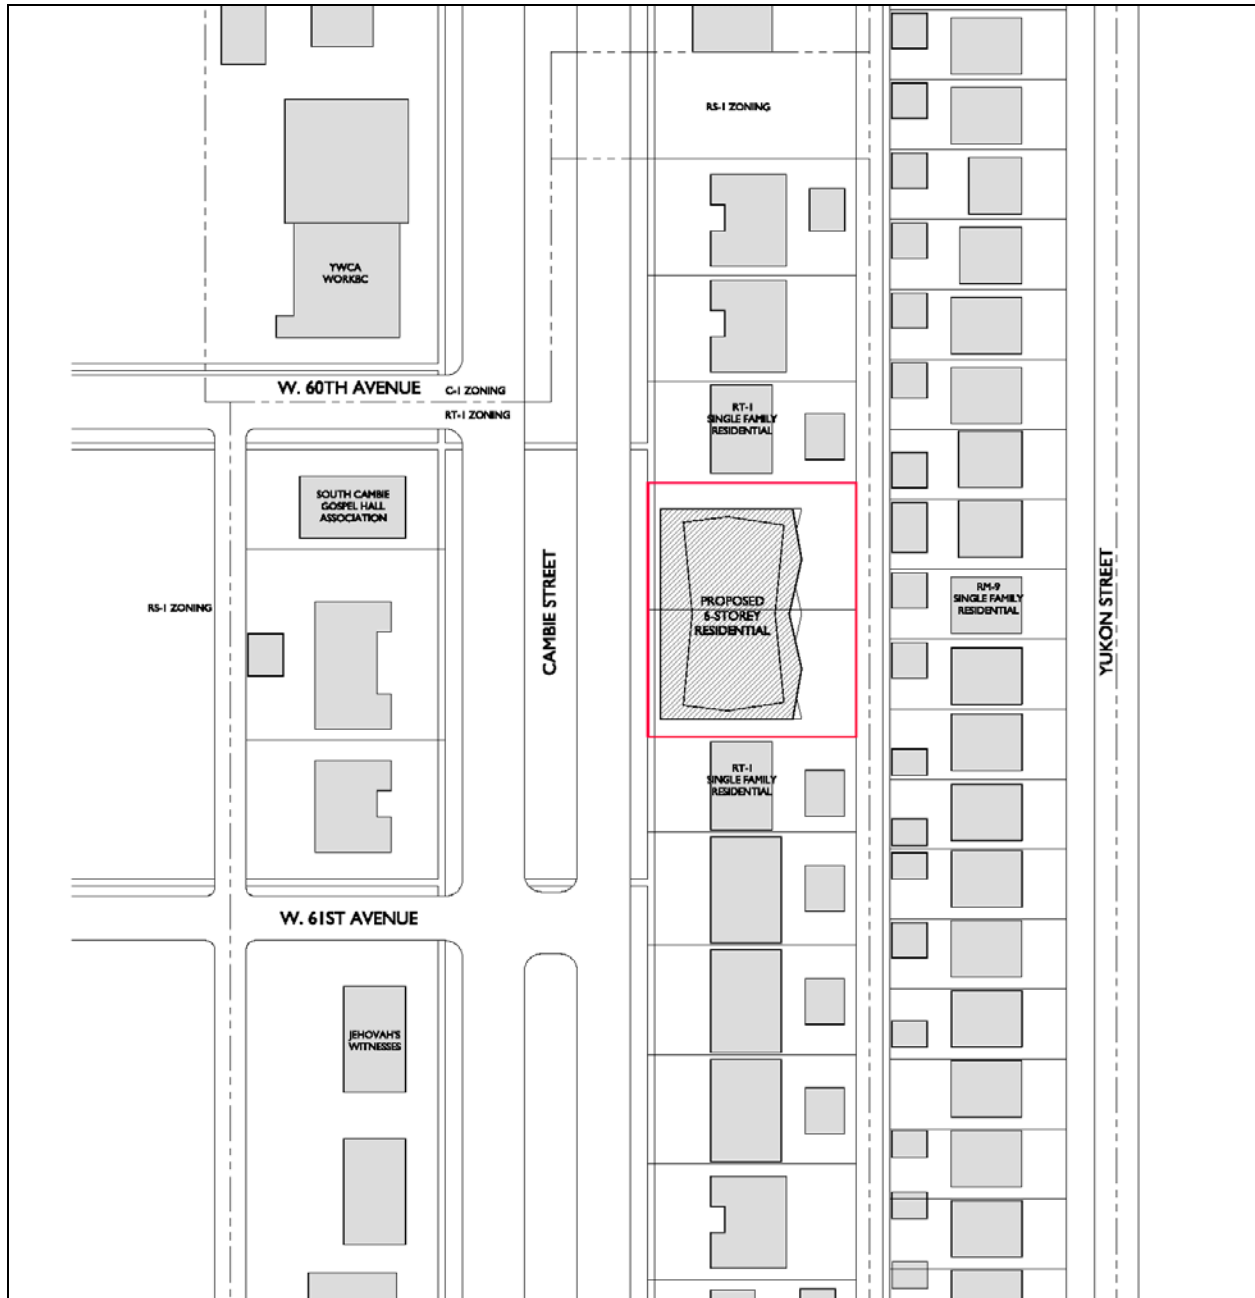 RS-1 ZONING
YWCA
WORKBC
W. 60TH AVENUE
C-1 ZONING
RT-1 ZONING
RT-1
SINGLE FAMILY
RESIDENTIAL
SOUTH CAMBIE
GOSPEL HALL
ASSOCIATION
RS-1 ZONING
CAMBIE STREET
PROPOSED
6-STOREY
RESIDENTIAL
RM-9
SINGLE FAMILY
RESIDENTIAL
YUKON STREET
RT-1
SINGLE FAMILY
RESIDENTIAL
W. 61ST AVENUE
JEHOVAH'S
WITNESSES